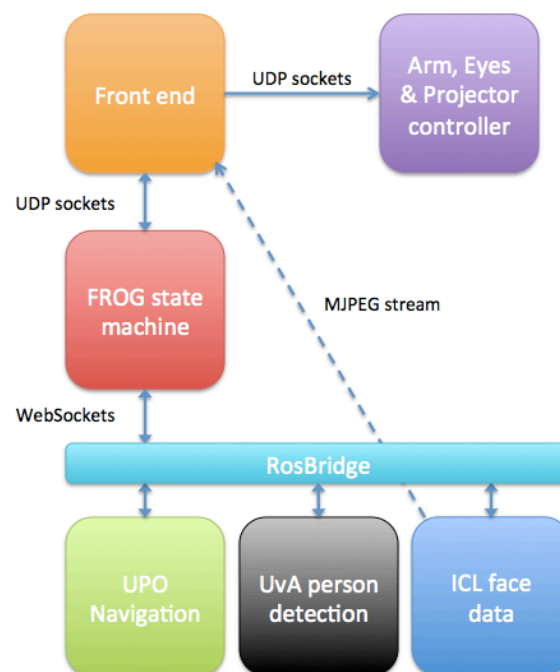 Front end
UDP sockets
Arm, Eyes
& Projector
controller
UDP sockets
FROG state
machine
MJPEG stream
WebSockets
RosBridge
UPO
Navigation
UvA person
detection
ICL face
data